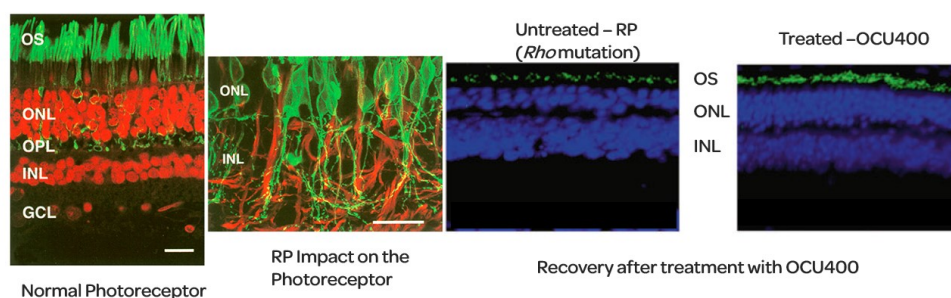 OS
ONL
OPL
INL
GCL
Normal Photoreceptor
ONL
INL
RP Impact on the
Photoreceptor
Untreated – RP
(Rho mutation)
OS
ONL
INL
Treated –OCU400
Recovery after treatment with OCU400